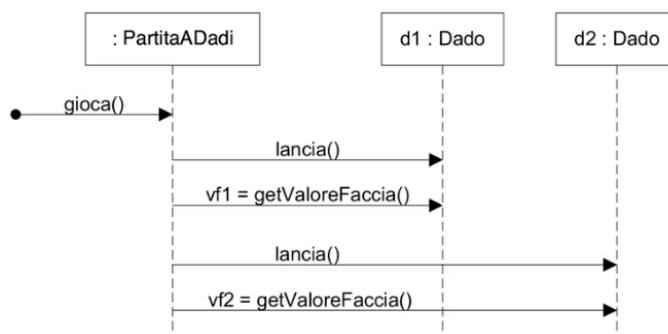 : PartitaADadi
d1 : Dado
d2 : Dado
gioca()
lancia()
vf1 = getValoreFaccia()
lancia()
vf2 = getValoreFaccia()